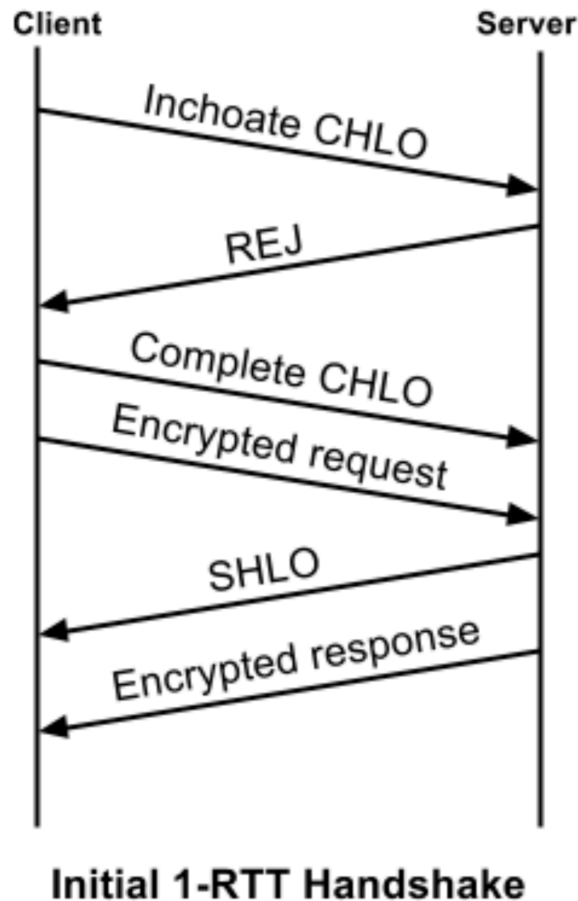 Client
Server
Inchoate CHLO
REJ
Complete CHLO
Encrypted request
SHLO
Encrypted response
Initial 1-RTT Handshake